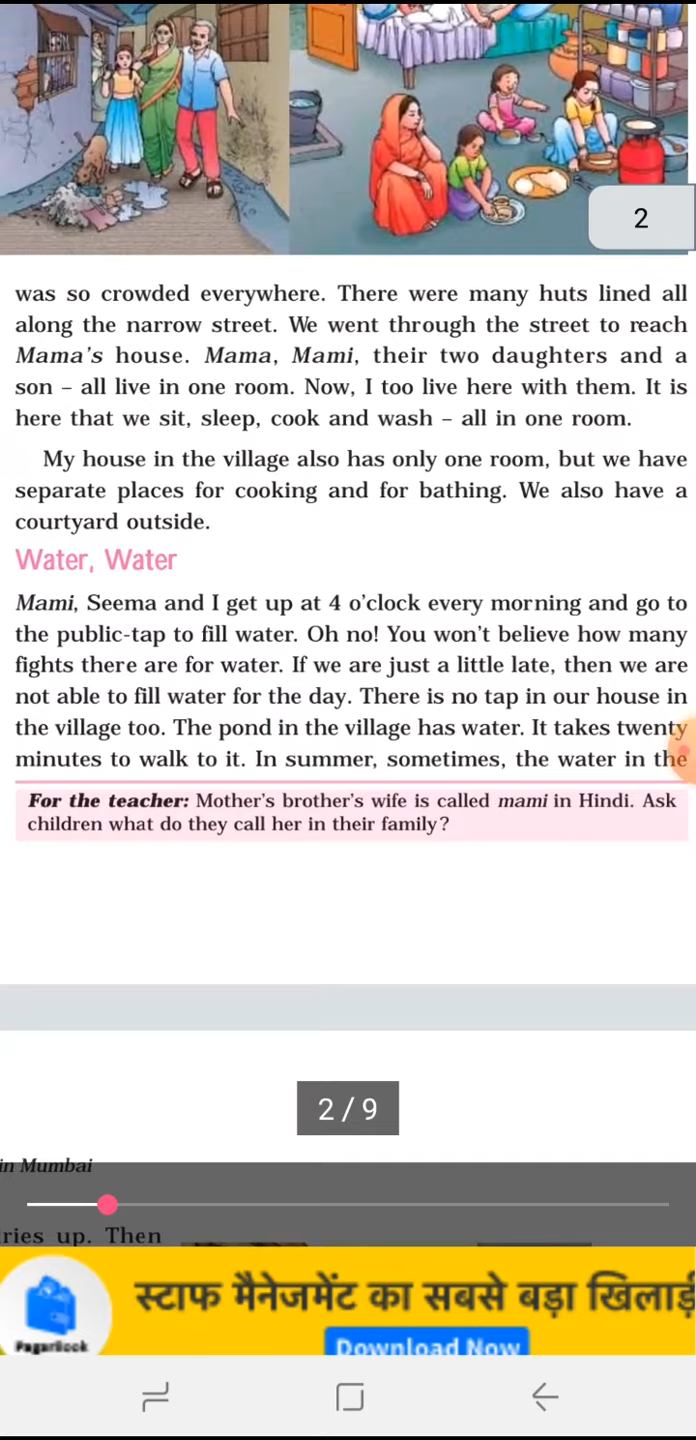 2
was so crowded everywhere. There were many huts lined all
along the narrow street. We went through the street to reach
Mama's house. Mama, Mami, their two daughters and a
son – all live in one room. Now, I too live here with them. It is
here that we sit, sleep, cook and wash – all in one room.
My house in the village also has only one room, but we have
separate places for cooking and for bathing. We also have a
courtyard outside.
Water, Water
Mami, Seema and I get up at 4 o'clock every morning and go to
the public-tap to fill water. Oh no! You won't believe how many
fights there are for water. If we are just a little late, then we are
not able to fill water for the day. There is no tap in our house in
the village too. The pond in the village has water. It takes twenty
minutes to walk to it. In summer, sometimes, the water in the
For the teacher: Mother's brother's wife is called mami in Hindi. Ask
children what do they call her in their family?
2 / 9
in Mumbai
ries up. Then
स्टाफ मैनेजमेंट का सबसे बड़ा
PagarBook
Download Now